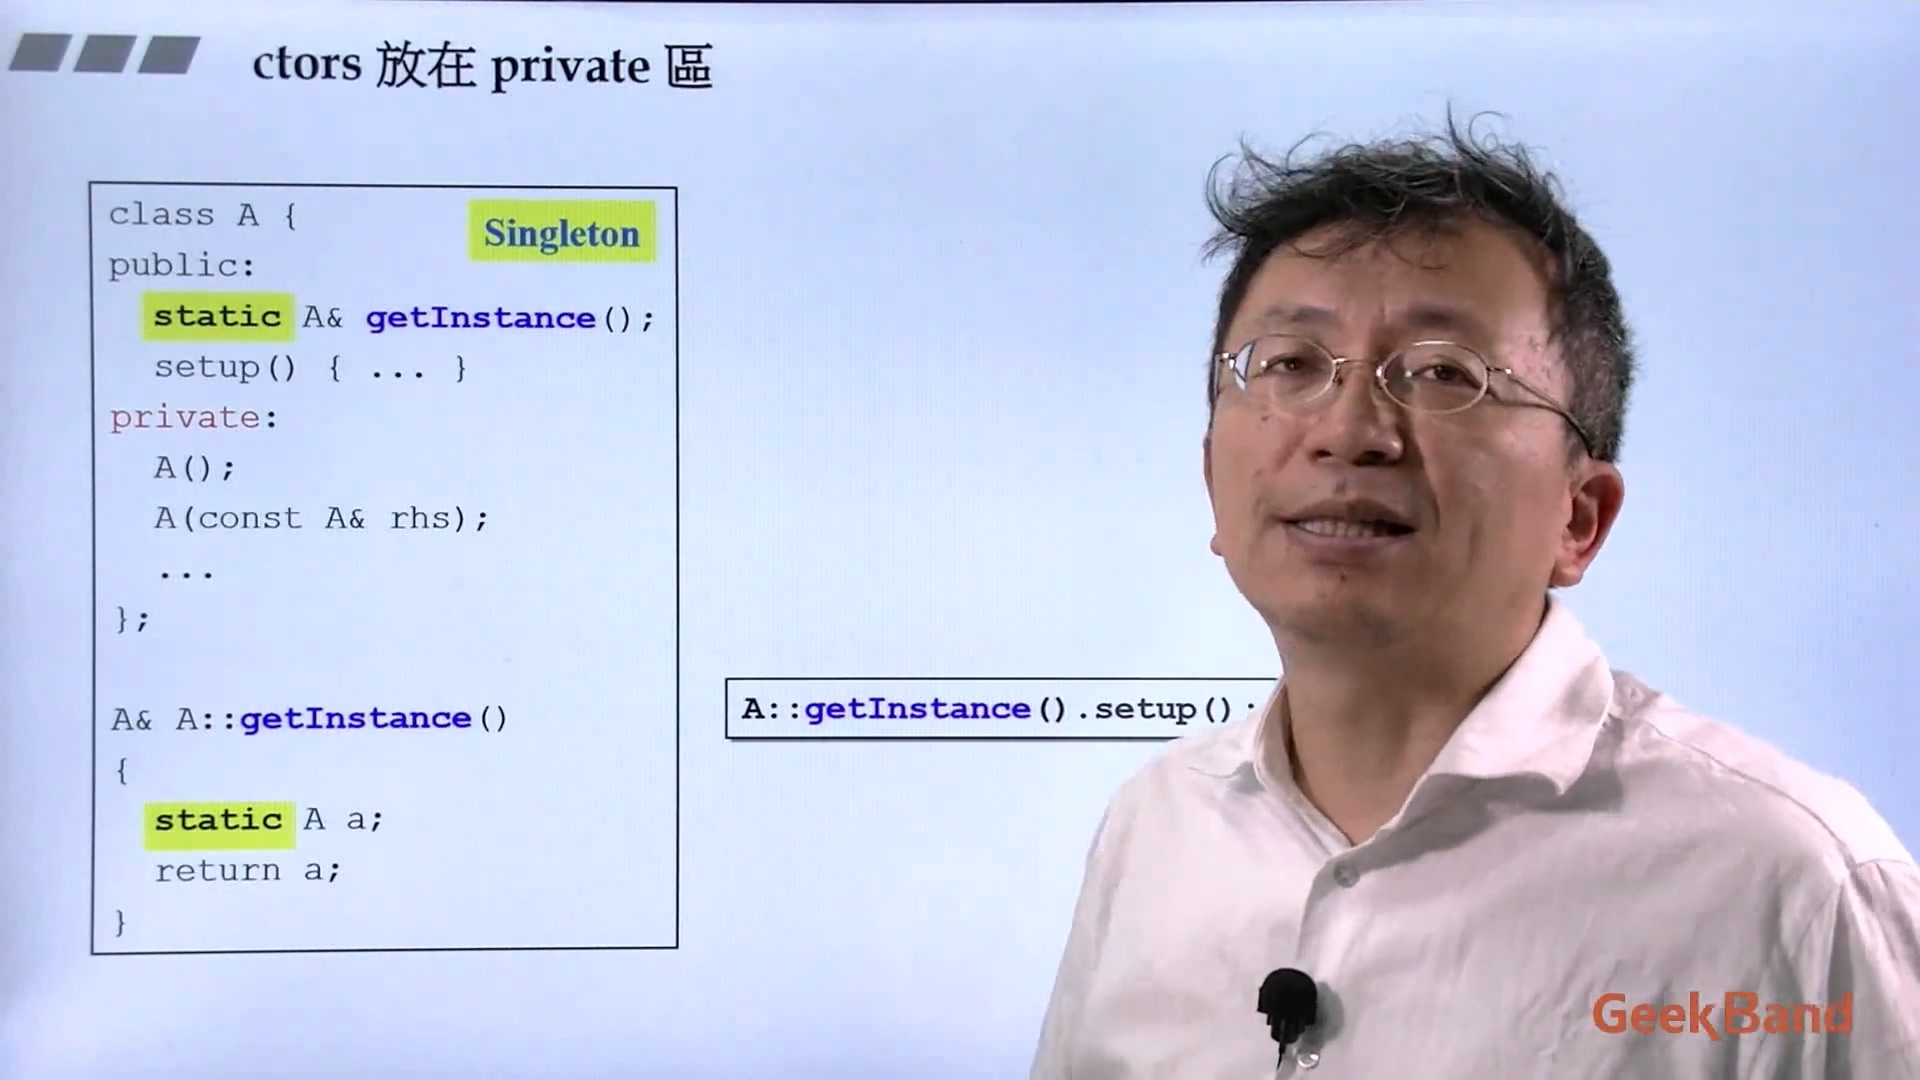 ctors 放在 private 區
class A {
Singleton
public:
static A& getInstance();
setup() { ... }
private:
A();
A(const A& rhs);
...
};
A& A::getInstance()
{
static A a;
return a;
}
A::getInstance().setup();
GeekBand